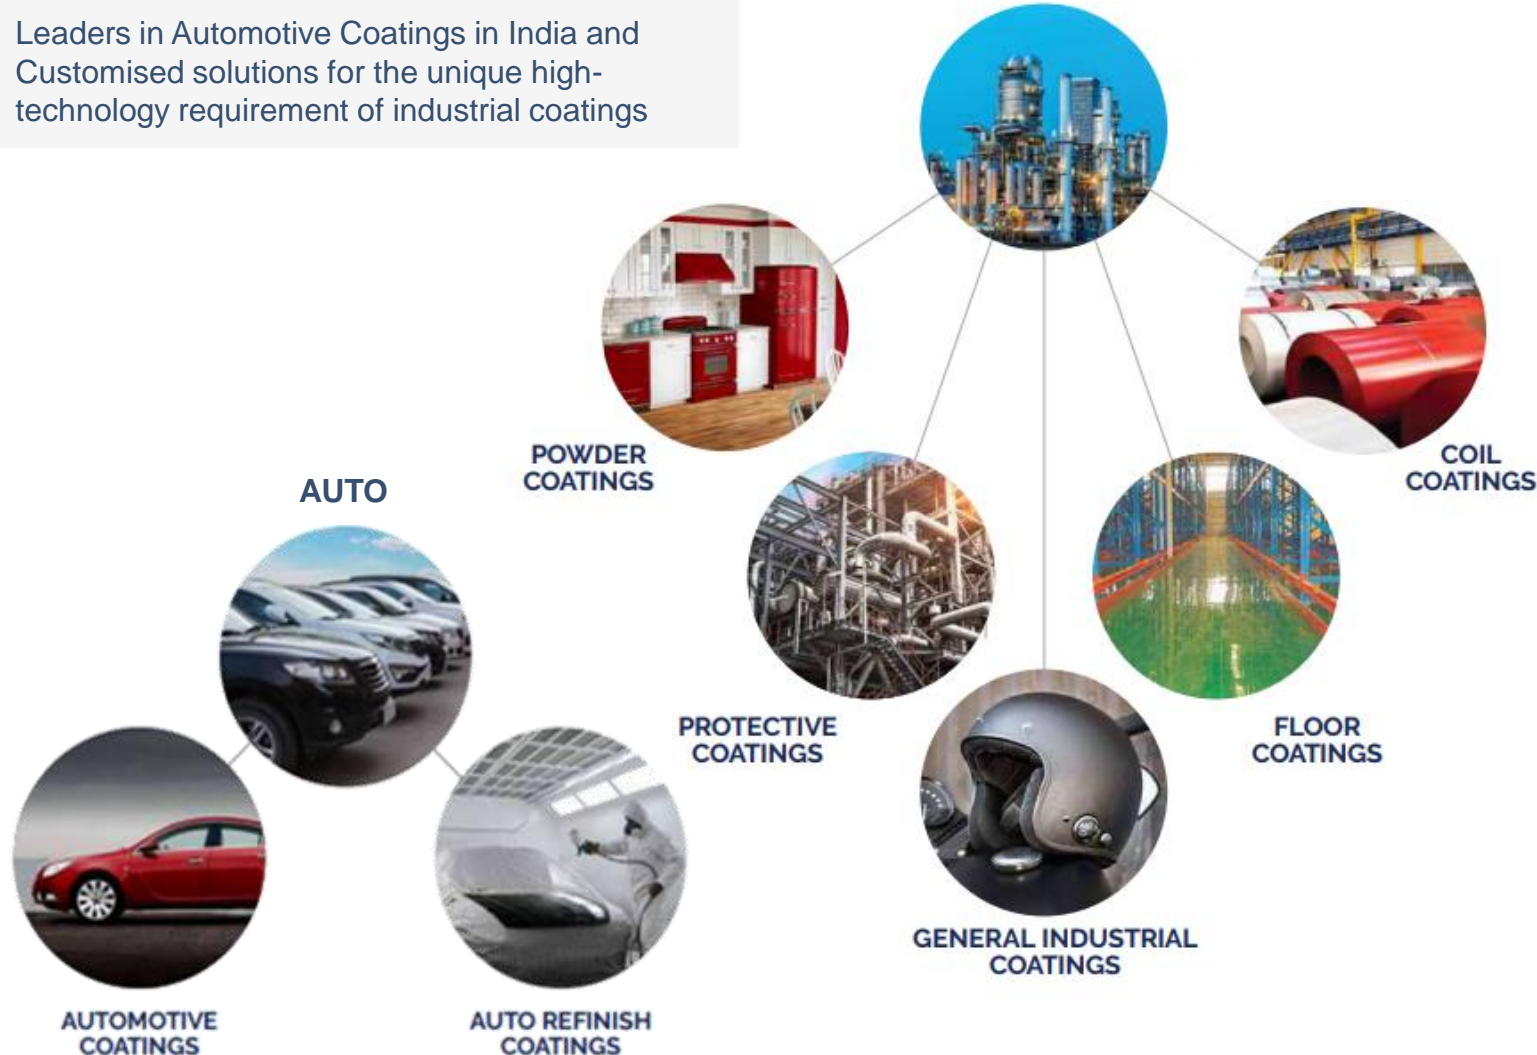 Leaders in Automotive Coatings in India and
Customised solutions for the unique high-
technology requirement of industrial coatings
POWDER
COATINGS
COIL
COATINGS
AUTO
PROTECTIVE
COATINGS
FLOOR
COATINGS
GENERAL INDUSTRIAL
COATINGS
AUTOMOTIVE
COATINGS
AUTO REFINISH
COATINGS